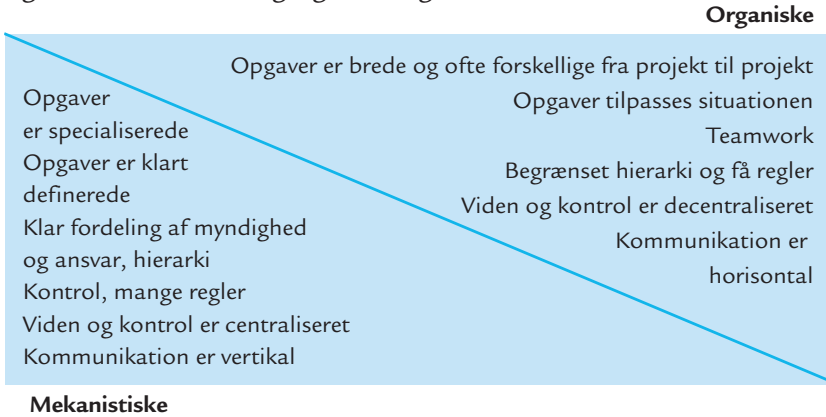 Organiske
Opgaver er brede og ofte forskellige fra projekt til projekt
Opgaver tilpasses situationen
Teamwork
Begrænset hierarki og få regler
Viden og kontrol er decentraliseret
Kommunikation er
horisontal
Opgaver
er specialiserede
Opgaver er klart
definerede
Klar fordeling af myndighed
og ansvar, hierarki
Kontrol, mange regler
Viden og kontrol er centraliseret
Kommunikation er vertikal
Mekanistiske